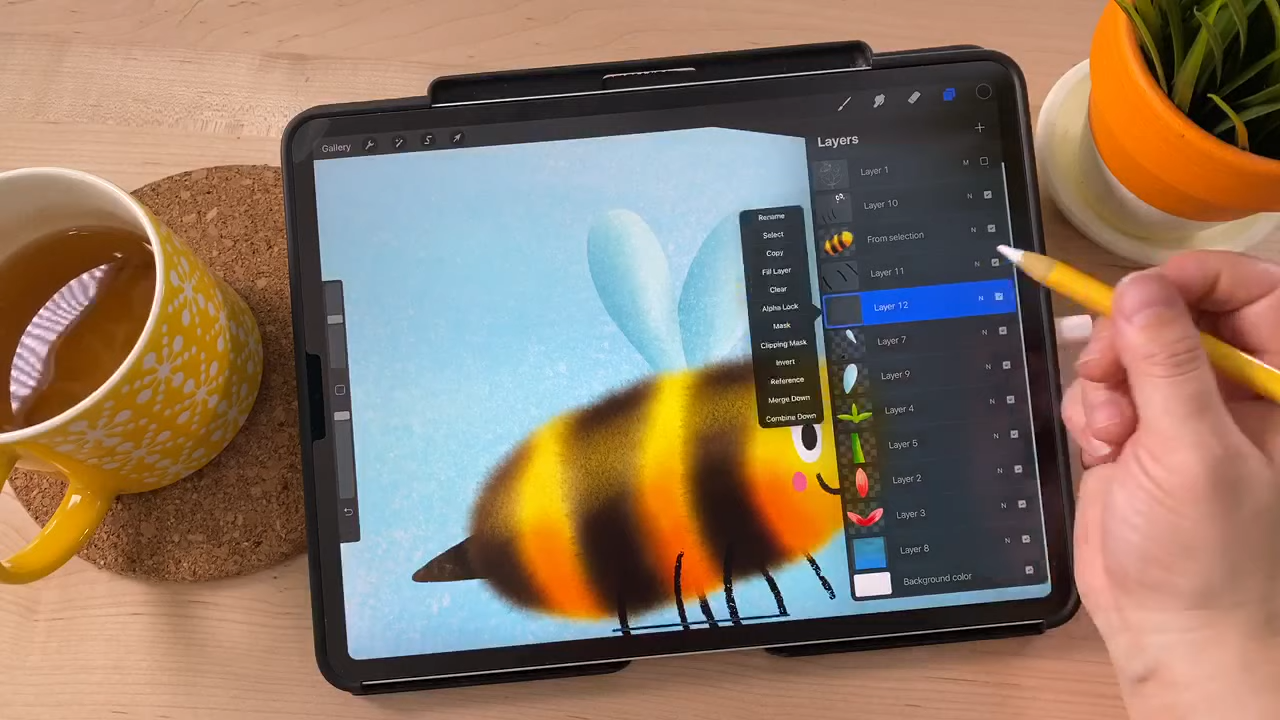 Gallery
Layers
Layer 1 M
Layer 10 N
From selection N
Layer 11 N
Layer 12 N
Layer 7 N
Layer 9 N
Layer 4 N
Layer 5 N
Layer 2 N
Layer 3 N
Layer 8 N
Background color
Rename
Select
Copy
Fill Layer
Clear
Alpha Lock
Mask
Clipping Mask
Invert
Reference
Merge Down
Combine Down